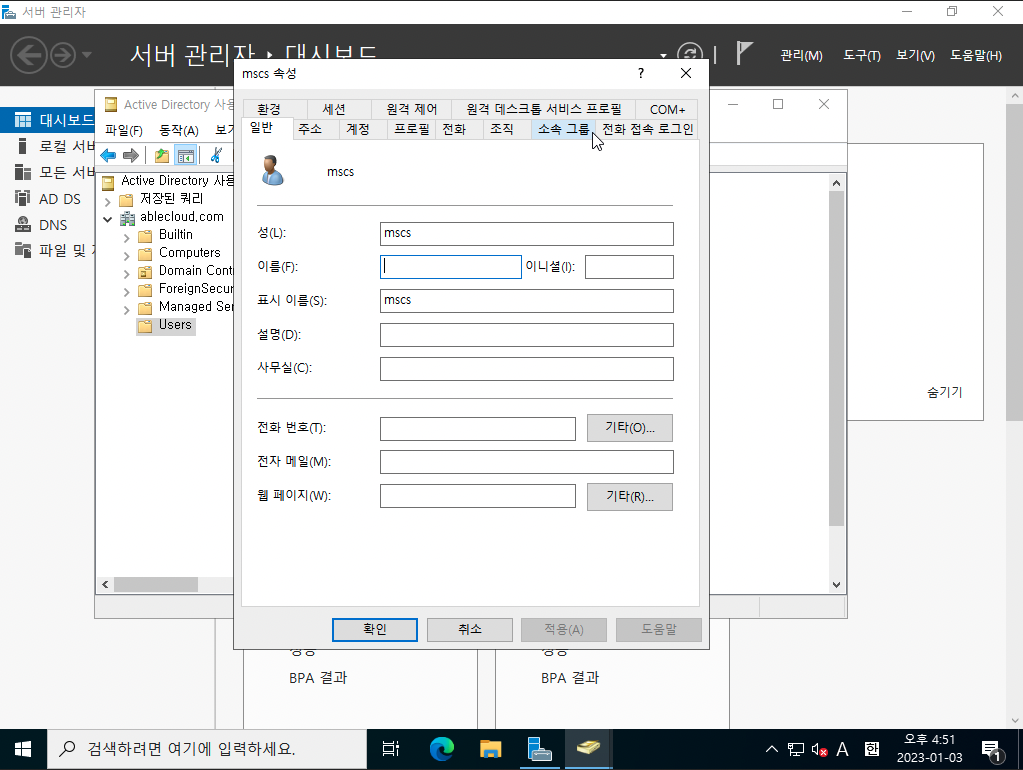 서버 관리자
서버 관리자 ▸ 대시보드
관리(M) 도구(T) 보기(V) 도움말(H)
대시보드
로컬 서버
모든 서버
AD DS
DNS
파일 및
Active Directory 사용
파일(F) 동작(A) 보기
Active Directory 사용
저장된 쿼리
ablecloud.com
Builtin
Computers
Domain Cont
ForeignSecur
Managed Ser
Users
mscs 속성
환경 세션 원격 제어 원격 데스크톱 서비스 프로필 COM+
일반 주소 계정 프로필 전화 조직 소속 그룹 전화 접속 로그인
mscs
성(L): mscs
이름(F): 이니셜(I):
표시 이름(S): mscs
설명(D):
사무실(C):
전화 번호(T): 기타(O)...
전자 메일(M):
웹 페이지(W): 기타(R)...
확인 취소 적용(A) 도움말
숨기기
BPA 결과 BPA 결과
검색하려면 여기에 입력하세요.
A 한
오후 4:51
2023-01-03
1